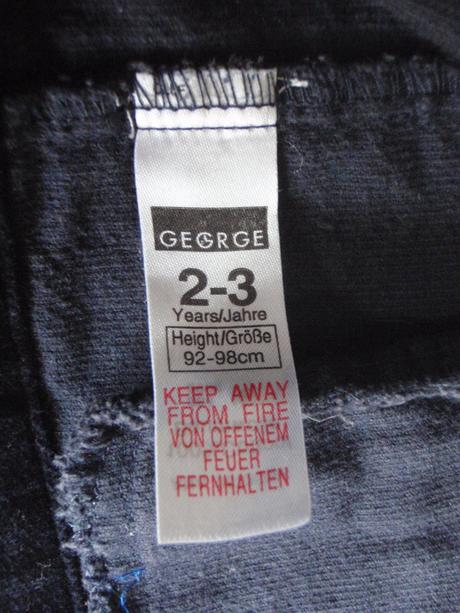 GEORGE
2-3
Years/Jahre
Height/Größe
92-98cm
KEEP AWAY
FROM FIRE
VON OFFENEM
FEUER
FERNHALTEN